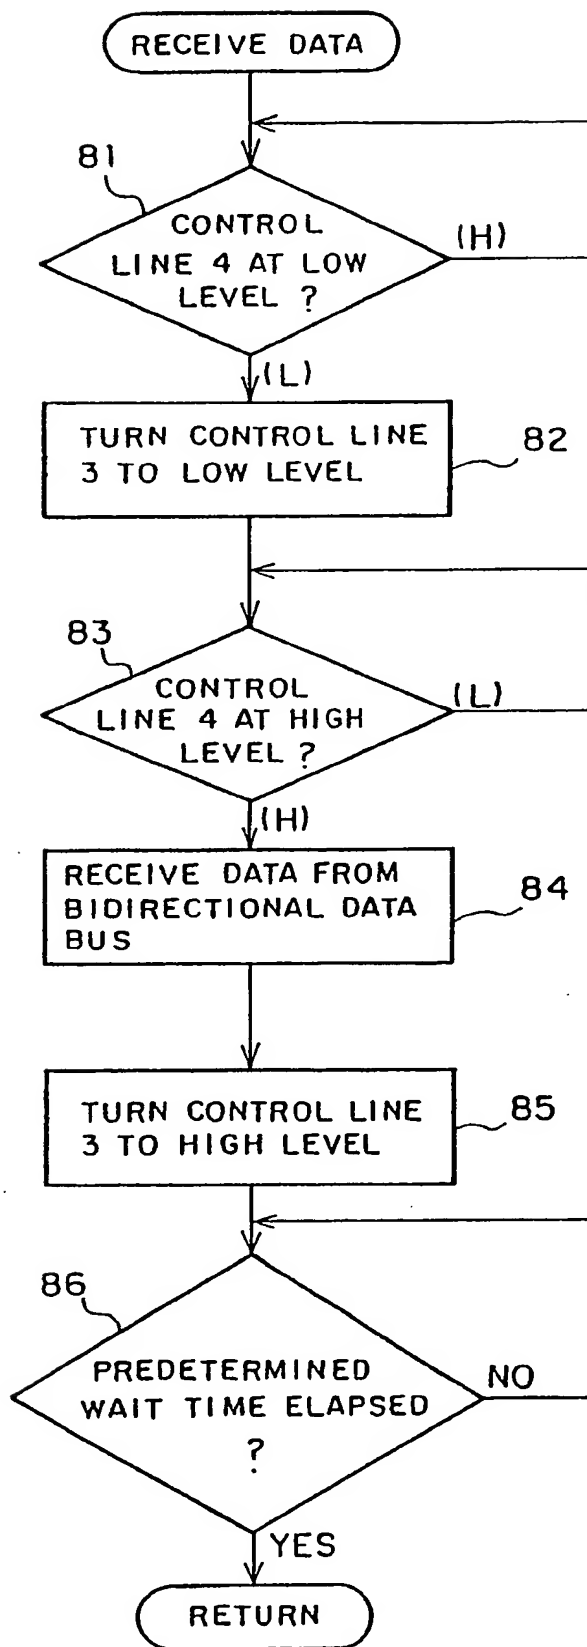 RECEIVE DATA
81
CONTROL
LINE 4 AT LOW
LEVEL ?
(H)
(L)
TURN CONTROL LINE
3 TO LOW LEVEL
82
83
CONTROL
LINE 4 AT HIGH
LEVEL ?
(L)
(H)
RECEIVE DATA FROM
BIDIRECTIONAL DATA
BUS
84
TURN CONTROL LINE
3 TO HIGH LEVEL
85
86
PREDETERMINED
WAIT TIME ELAPSED
?
NO
YES
RETURN